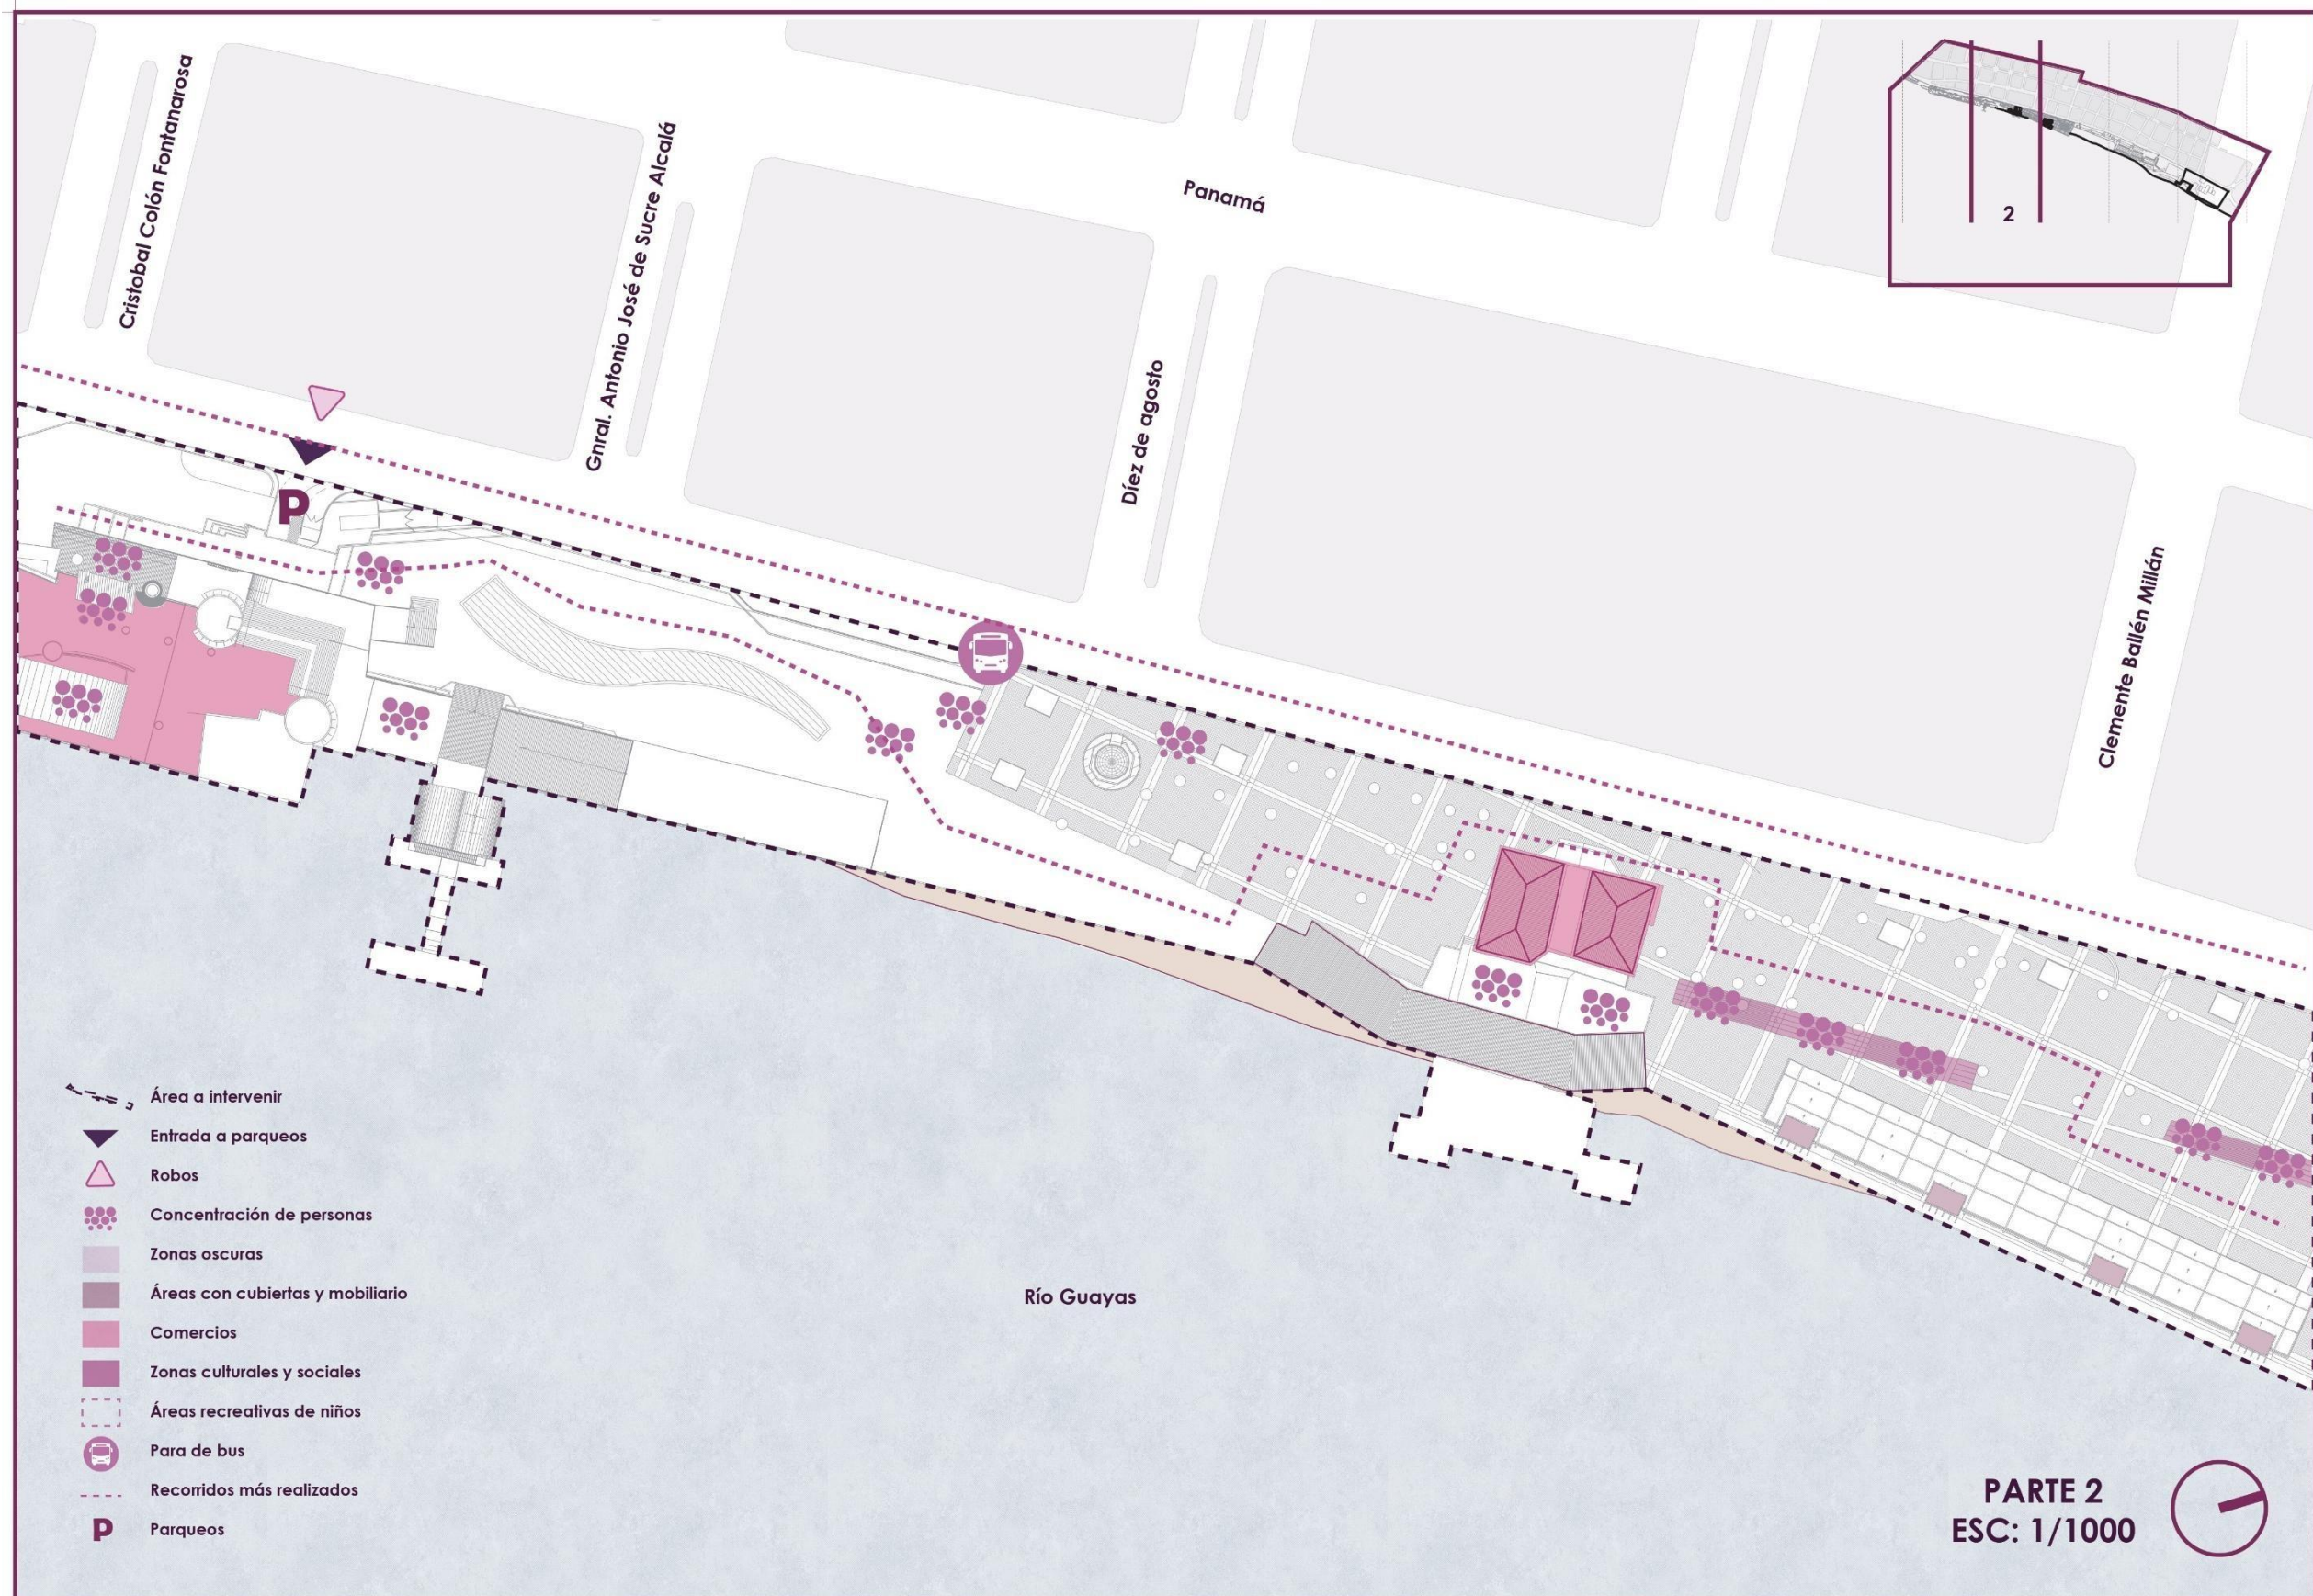 Cristobal Colón Fontanarosa
Gnral. Antonio José de Sucre Alcalá
Panamá
Díez de agosto
Clemente Ballén Millán
2
P
Área a intervenir
Entrada a parqueos
Robos
Concentración de personas
Zonas oscuras
Áreas con cubiertas y mobiliario
Comercios
Zonas culturales y sociales
Áreas recreativas de niños
Para de bus
Recorridos más realizados
P Parqueos
Río Guayas
PARTE 2
ESC: 1/1000